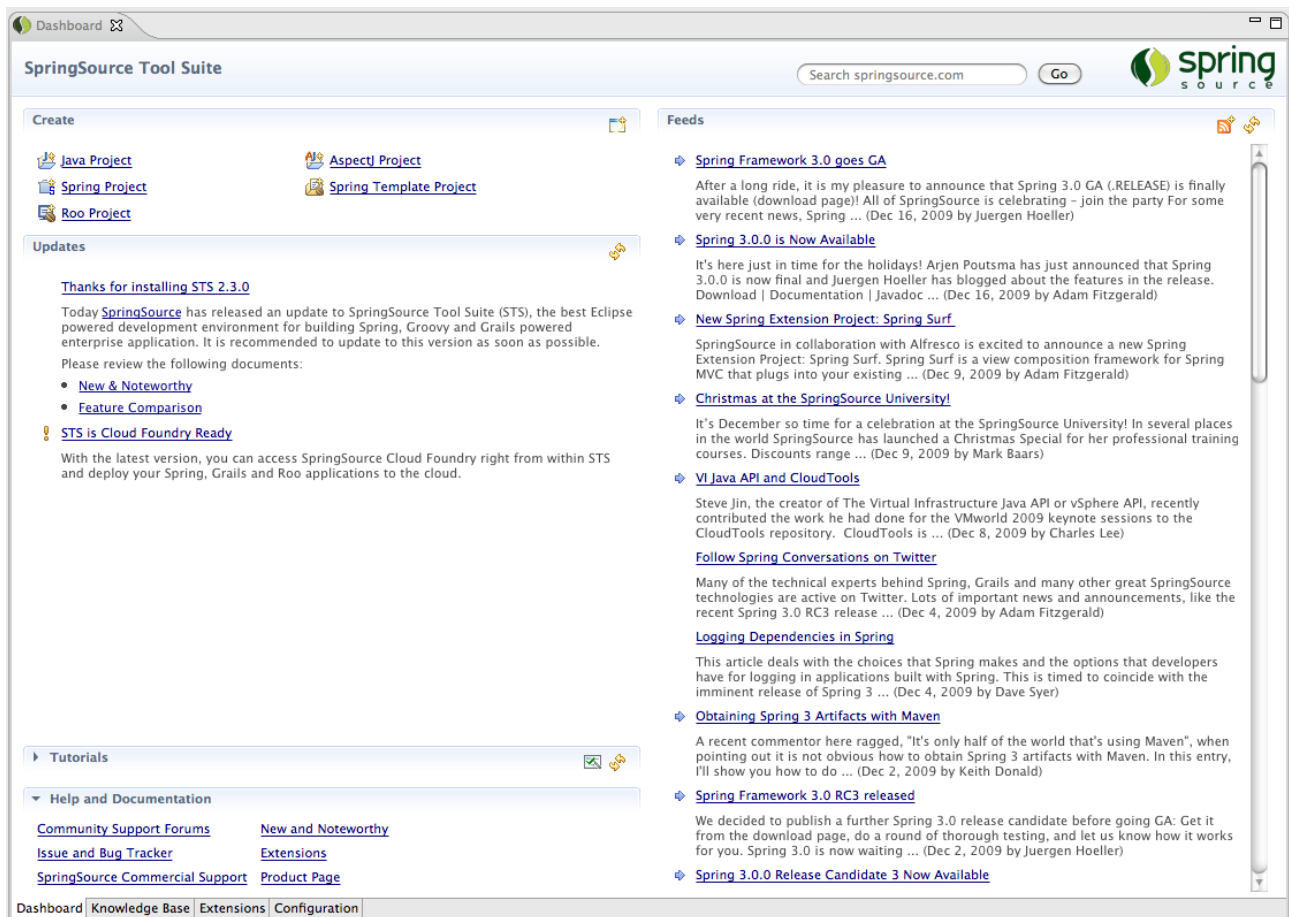 Dashboard
SpringSource Tool Suite
Search springsource.com
Go
spring
source
Create
Java Project
AspectJ Project
Spring Project
Spring Template Project
Roo Project
Updates
Thanks for installing STS 2.3.0
Today SpringSource has released an update to SpringSource Tool Suite (STS), the best Eclipse
powered development environment for building Spring, Groovy and Grails powered
enterprise application. It is recommended to update to this version as soon as possible.
Please review the following documents:
• New & Noteworthy
• Feature Comparison
STS is Cloud Foundry Ready
With the latest version, you can access SpringSource Cloud Foundry right from within STS
and deploy your Spring, Grails and Roo applications to the cloud.
Tutorials
Help and Documentation
Community Support Forums
New and Noteworthy
Issue and Bug Tracker
Extensions
SpringSource Commercial Support
Product Page
Feeds
Spring Framework 3.0 goes GA
After a long ride, it is my pleasure to announce that Spring 3.0 GA (.RELEASE) is finally
available (download page)! All of SpringSource is celebrating – join the party For some
very recent news, Spring ... (Dec 16, 2009 by Juergen Hoeller)
Spring 3.0.0 is Now Available
It's here just in time for the holidays! Arjen Poutsma has just announced that Spring
3.0.0 is now final and Juergen Hoeller has blogged about the features in the release.
Download | Documentation | Javadoc ... (Dec 16, 2009 by Adam Fitzgerald)
New Spring Extension Project: Spring Surf
SpringSource in collaboration with Alfresco is excited to announce a new Spring
Extension Project: Spring Surf. Spring Surf is a view composition framework for Spring
MVC that plugs into your existing ... (Dec 9, 2009 by Adam Fitzgerald)
Christmas at the SpringSource University!
It's December so time for a celebration at the SpringSource University! In several places
in the world SpringSource has launched a Christmas Special for her professional training
courses. Discounts range ... (Dec 9, 2009 by Mark Baars)
VI Java API and CloudTools
Steve Jin, the creator of The Virtual Infrastructure Java API or vSphere API, recently
contributed the work he had done for the VMworld 2009 keynote sessions to the
CloudTools repository.  CloudTools is ... (Dec 8, 2009 by Charles Lee)
Follow Spring Conversations on Twitter
Many of the technical experts behind Spring, Grails and many other great SpringSource
technologies are active on Twitter. Lots of important news and announcements, like the
recent Spring 3.0 RC3 release ... (Dec 4, 2009 by Adam Fitzgerald)
Logging Dependencies in Spring
This article deals with the choices that Spring makes and the options that developers
have for logging in applications built with Spring. This is timed to coincide with the
imminent release of Spring 3 ... (Dec 4, 2009 by Dave Syer)
Obtaining Spring 3 Artifacts with Maven
A recent commentor here ragged, "It's only half of the world that's using Maven", when
pointing out it is not obvious how to obtain Spring 3 artifacts with Maven. In this entry,
I'll show you how to do ... (Dec 2, 2009 by Keith Donald)
Spring Framework 3.0 RC3 released
We decided to publish a further Spring 3.0 release candidate before going GA: Get it
from the download page, do a round of thorough testing, and let us know how it works
for you. Spring 3.0 is now waiting ... (Dec 2, 2009 by Juergen Hoeller)
Spring 3.0.0 Release Candidate 3 Now Available
Dashboard
Knowledge Base
Extensions
Configuration